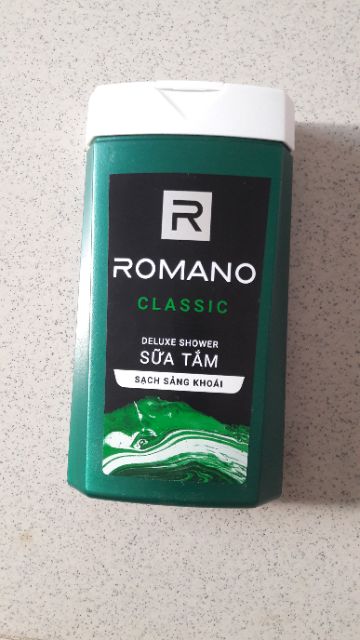 R
ROMANO
CLASSIC
DELUXE SHOWER
SỮA TẮM
SẠCH SẢNG KHOÁI